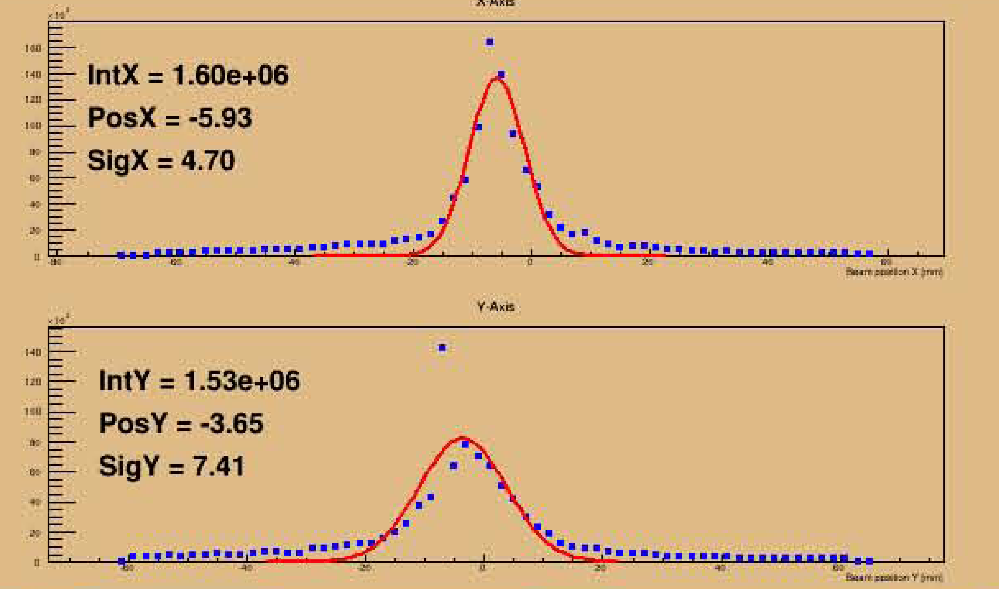 X-Axis
160
IntX = 1.60e+06
140
120
PosX = -5.93
100
80
SigX = 4.70
60
40
20
0
-80 -60 -40 -20 0 20 40 60
Beam position X (mm)
Y-Axis
140
IntY = 1.53e+06
120
100
PosY = -3.65
80
SigY = 7.41
60
40
20
0
-60 -40 -20 0 20 40 60
Beam position Y (mm)